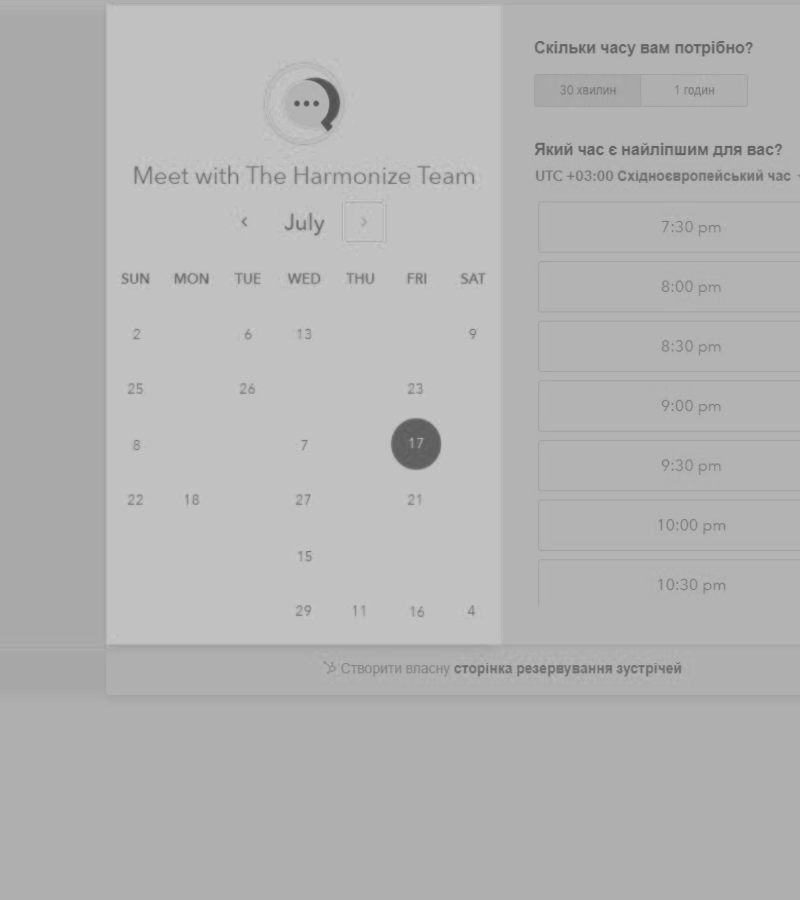 Meet with The Harmonize Team
July
SUN MON TUE WED THU FRI SAT
2 6 13 9
25 26 23
8 7 17
22 18 27 21
15
29 11 16 4
Скільки часу вам потрібно?
30 хвилин 1 годин
Який час є найліпшим для вас?
UTC +03:00 Східноєвропейський час
7:30 pm
8:00 pm
8:30 pm
9:00 pm
9:30 pm
10:00 pm
10:30 pm
Створити власну сторінка резервування зустрічей